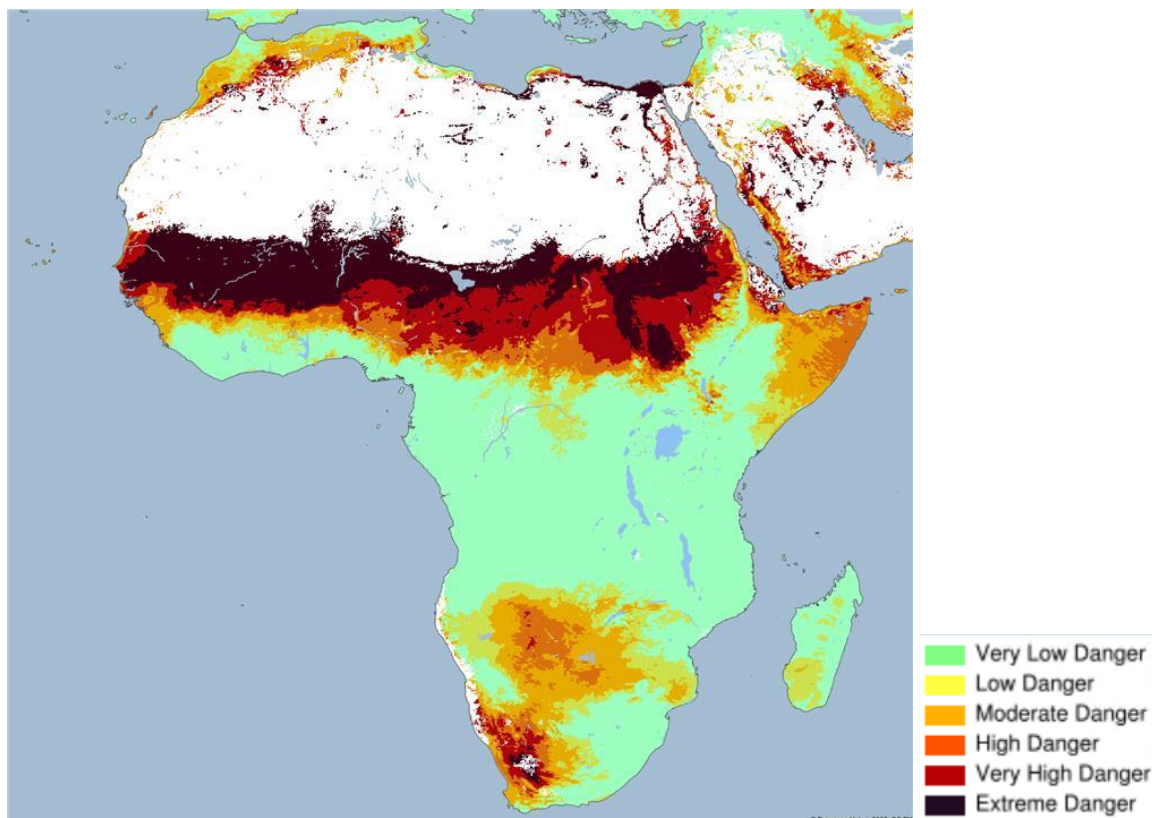 Very Low Danger
Low Danger
Moderate Danger
High Danger
Very High Danger
Extreme Danger